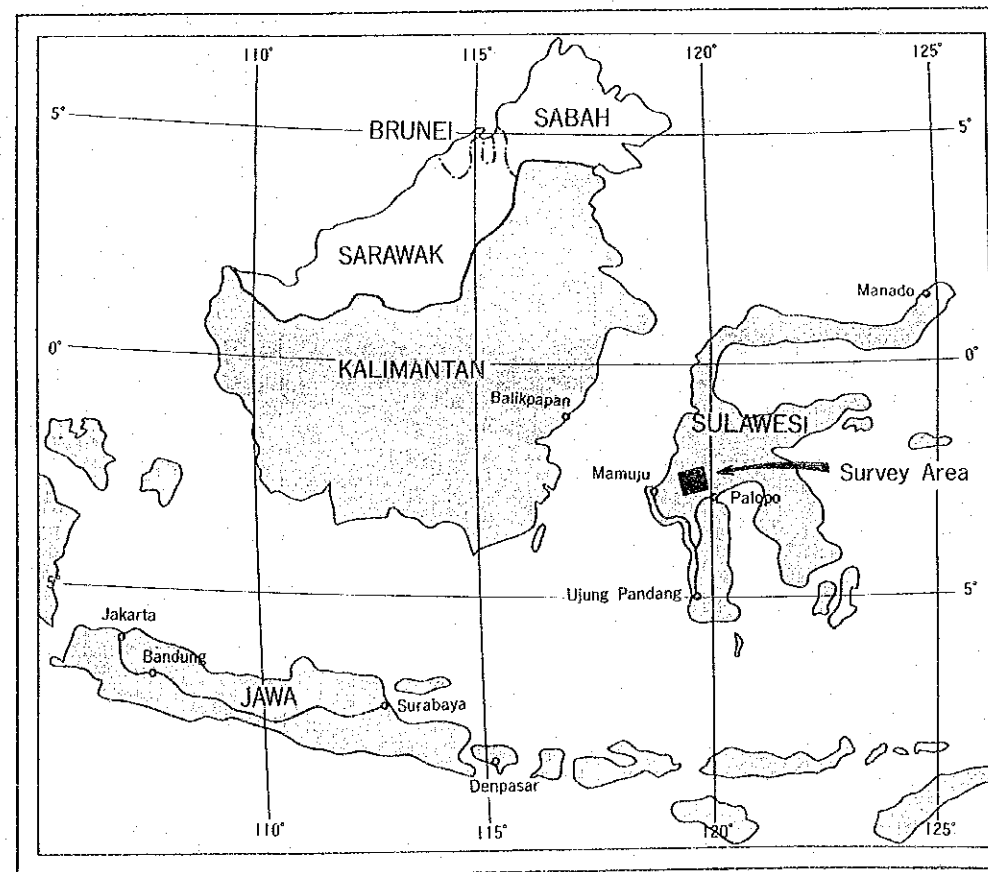 110°
115°
120°
125°
5°
BRUNEI
SABAH
5°
SARAWAK
Manado
0°
KALIMANTAN
0°
Balikpapan
SULAWESI
Mamuju
Survey Area
Palopo
5°
Ujung Pandang
5°
Jakarta
Bandung
JAWA
Surabaya
Denpasar
110°
115°
120°
125°